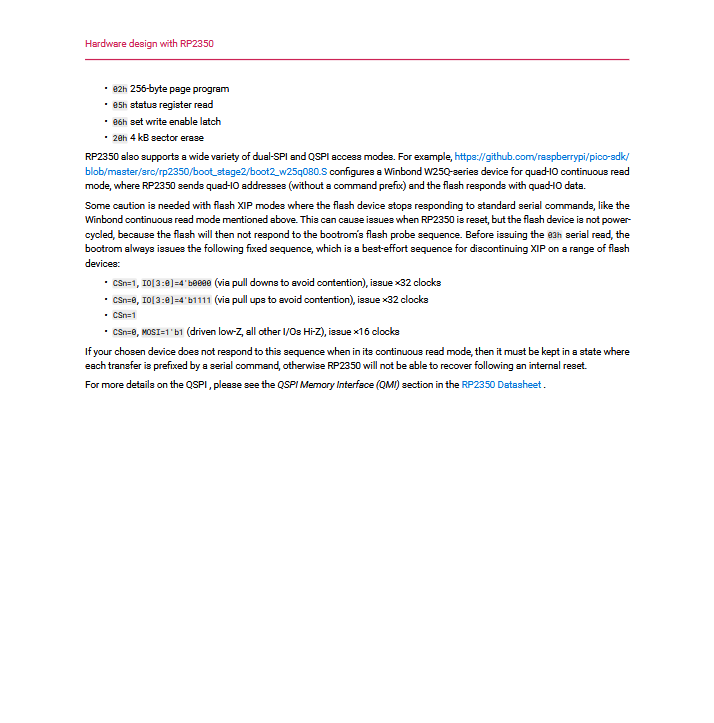 Hardware design with RP2350
• 02h 256-byte page program
• 05h status register read
• 06h set write enable latch
• 20h 4 kB sector erase
RP2350 also supports a wide variety of dual-SPI and QSPI access modes. For example, https://github.com/raspberrypi/pico-sdk/
blob/master/src/rp2350/boot_stage2/boot2_w25q080.S configures a Winbond W25Q-series device for quad-IO continuous read
mode, where RP2350 sends quad-IO addresses (without a command prefix) and the flash responds with quad-IO data.
Some caution is needed with flash XIP modes where the flash device stops responding to standard serial commands, like the
Winbond continuous read mode mentioned above. This can cause issues when RP2350 is reset, but the flash device is not power-
cycled, because the flash will then not respond to the bootrom's flash probe sequence. Before issuing the 03h serial read, the
bootrom always issues the following fixed sequence, which is a best-effort sequence for discontinuing XIP on a range of flash
devices:
• CSn=1, IO[3:0]=4'b0000 (via pull downs to avoid contention), issue ×32 clocks
• CSn=0, IO[3:0]=4'b1111 (via pull ups to avoid contention), issue ×32 clocks
• CSn=1
• CSn=0, MOSI=1'b1 (driven low-Z, all other I/Os Hi-Z), issue ×16 clocks
If your chosen device does not respond to this sequence when in its continuous read mode, then it must be kept in a state where
each transfer is prefixed by a serial command, otherwise RP2350 will not be able to recover following an internal reset.
For more details on the QSPI , please see the QSPI Memory Interface (QMI) section in the RP2350 Datasheet .